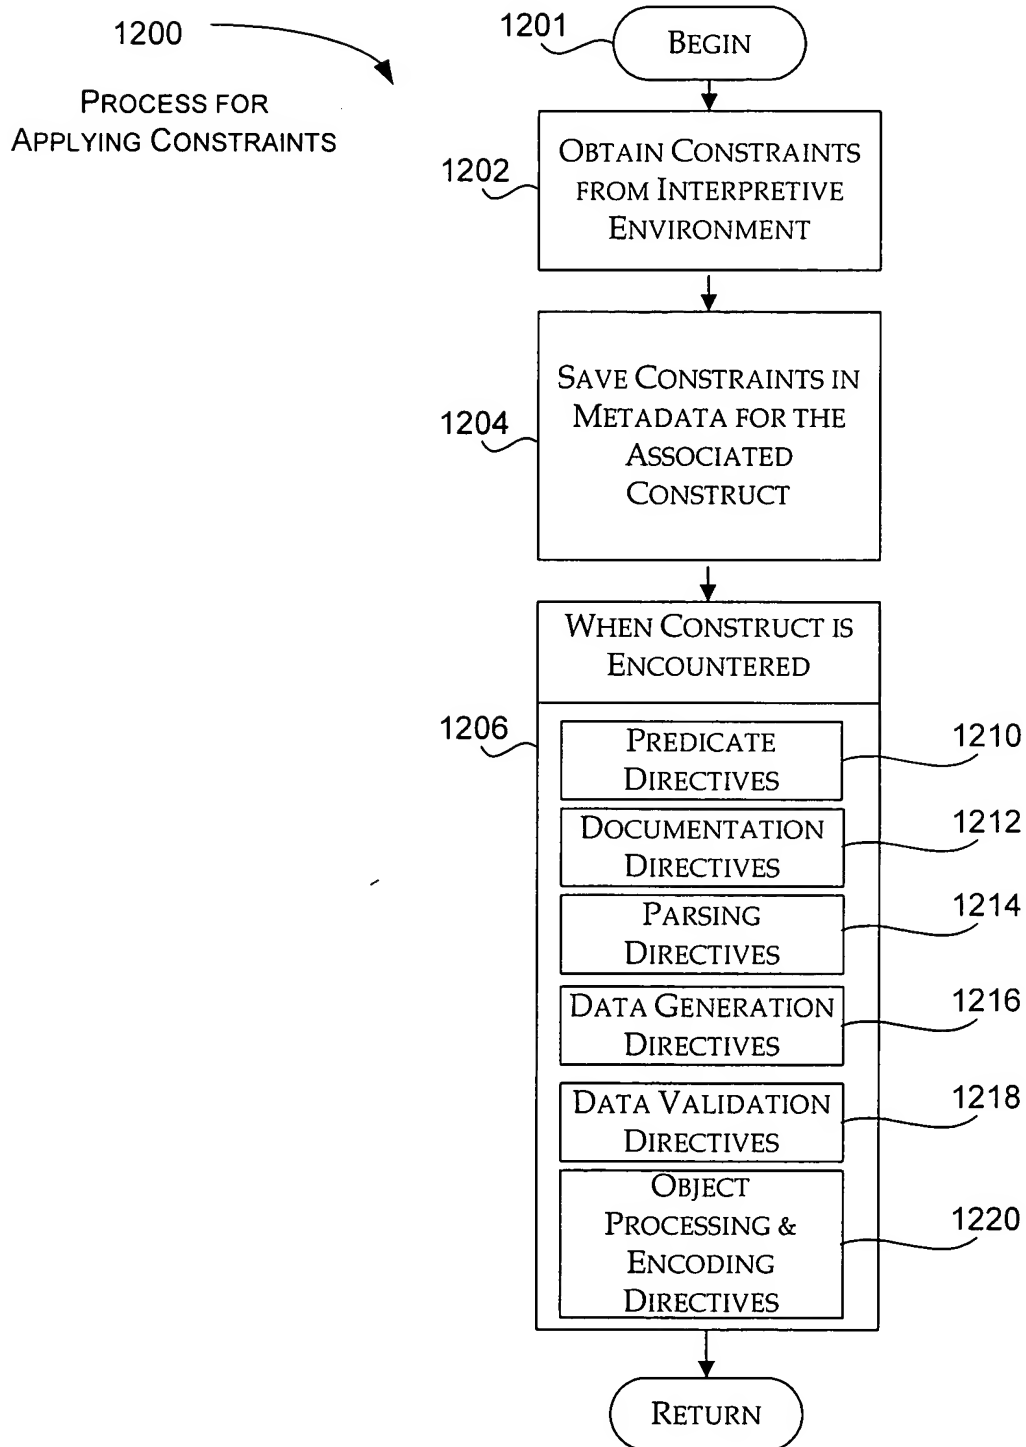 1200
PROCESS FOR
APPLYING CONSTRAINTS
1201
BEGIN
1202
OBTAIN CONSTRAINTS
FROM INTERPRETIVE
ENVIRONMENT
1204
SAVE CONSTRAINTS IN
METADATA FOR THE
ASSOCIATED
CONSTRUCT
WHEN CONSTRUCT IS
ENCOUNTERED
1206
PREDICATE
DIRECTIVES
1210
DOCUMENTATION
DIRECTIVES
1212
PARSING
DIRECTIVES
1214
DATA GENERATION
DIRECTIVES
1216
DATA VALIDATION
DIRECTIVES
1218
OBJECT
PROCESSING &
ENCODING
DIRECTIVES
1220
RETURN